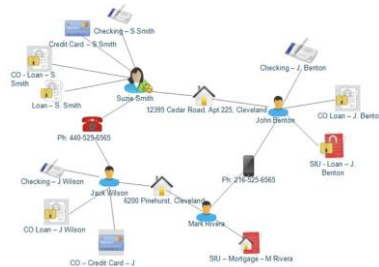 Checking – S Smith
Credit Card – S Smith
CO - Loan – S.
Smith
Loan – S. Smith
Suzie Smith
Checking – J. Benton
12395 Cedar Road, Apt 225, Cleveland
John Benton
CO Loan – J. Bento
SIU - Loan – J.
Benton
Ph: 440-525-6565
Ph: 216-525-6565
Checking – J Wilson
Jack Wilson
6200 Pinehurst, Cleveland
CO Loan – J Wilson
Mark Rivera
CO – Credit Card – J
SIU – Mortgage – M Rivera